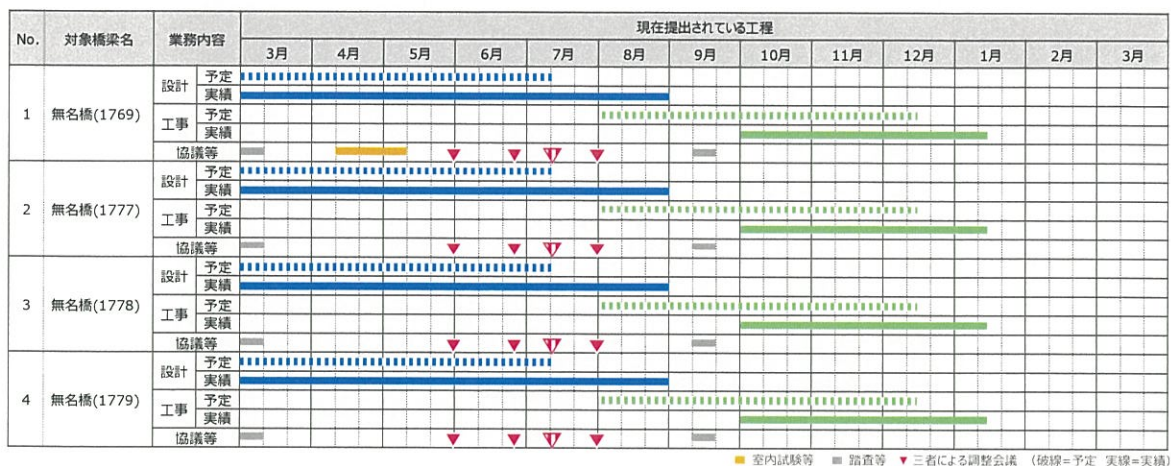 No. 対象橋梁名 業務内容 現在提出されている工程
3月 4月 5月 6月 7月 8月 9月 10月 11月 12月 1月 2月 3月
1 無名橋(1769) 設計 予定
実績
工事 予定
実績
協議等
2 無名橋(1777) 設計 予定
実績
工事 予定
実績
協議等
3 無名橋(1778) 設計 予定
実績
工事 予定
実績
協議等
4 無名橋(1779) 設計 予定
実績
工事 予定
実績
協議等
室内試験等 踏査等 三者による調整会議 (破線=予定 実線=実績)